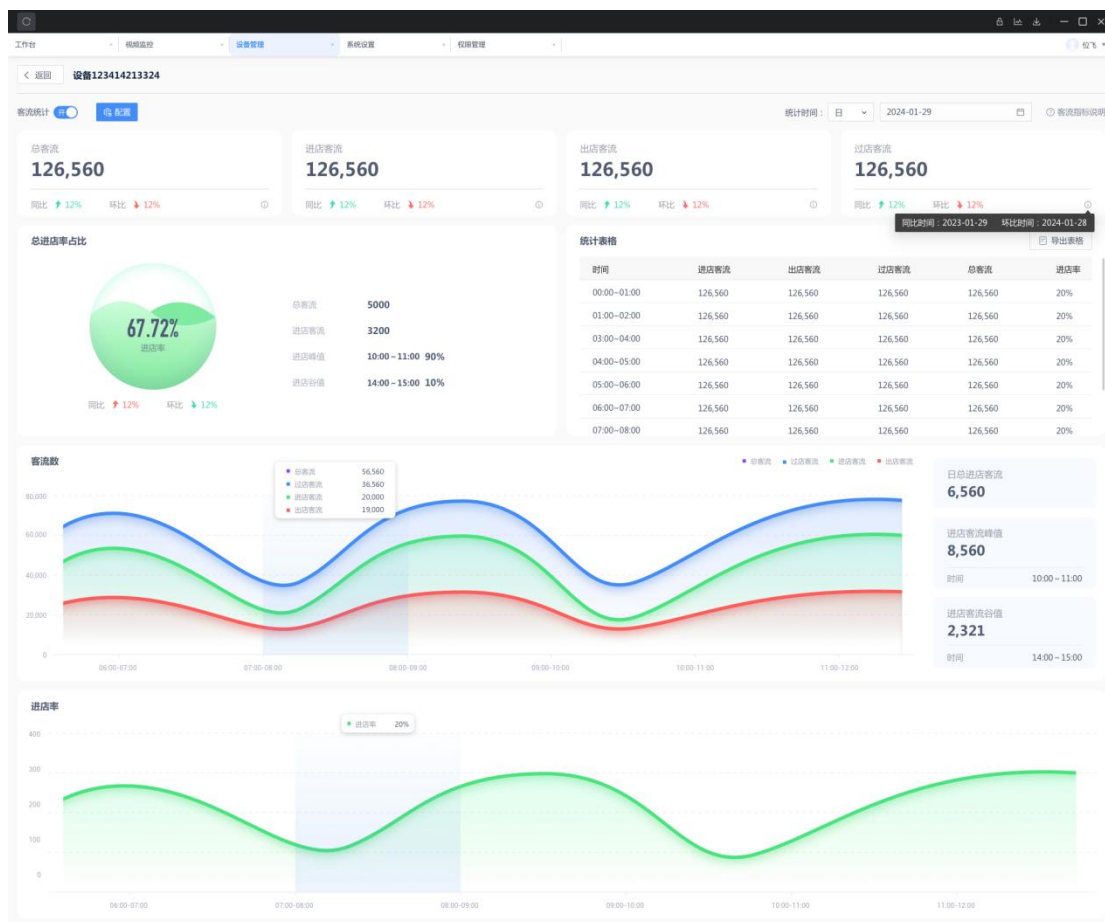 工作台 视频监控 设备管理 系统设置 权限管理 位飞
返回 设备123414213324
客流统计 开 配置 统计时间： 日 2024-01-29 客流指标说明
总客流 进店客流 出店客流 过店客流
126,560 126,560 126,560 126,560
同比 12% 环比 12% 同比 12% 环比 12% 同比 12% 环比 12% 同比 12% 环比 12%
同比时间：2023-01-29 环比时间：2024-01-28
总进店率占比
67.72%
进店率
同比 12% 环比 12%
总客流 5000
进店客流 3200
进店峰值 10:00~11:00 90%
进店谷值 14:00~15:00 10%
统计表格 导出表格
时间 进店客流 出店客流 过店客流 总客流 进店率
00:00~01:00 126,560 126,560 126,560 126,560 20%
01:00~02:00 126,560 126,560 126,560 126,560 20%
03:00~04:00 126,560 126,560 126,560 126,560 20%
04:00~05:00 126,560 126,560 126,560 126,560 20%
05:00~06:00 126,560 126,560 126,560 126,560 20%
06:00~07:00 126,560 126,560 126,560 126,560 20%
07:00~08:00 126,560 126,560 126,560 126,560 20%
客流数
总客流 过店客流 进店客流 出店客流
总客流 56,560
过店客流 36,560
进店客流 20,000
出店客流 19,000
80,000
60,000
40,000
20,000
0
06:00-07:00 07:00-08:00 08:00-09:00 09:00-10:00 10:00-11:00 11:00-12:00
日总进店客流
6,560
进店客流峰值
8,560
时间 10:00~11:00
进店客流谷值
2,321
时间 14:00~15:00
进店率
进店率 20%
400
300
200
100
0
06:00-07:00 07:00-08:00 08:00-09:00 09:00-10:00 10:00-11:00 11:00-12:00